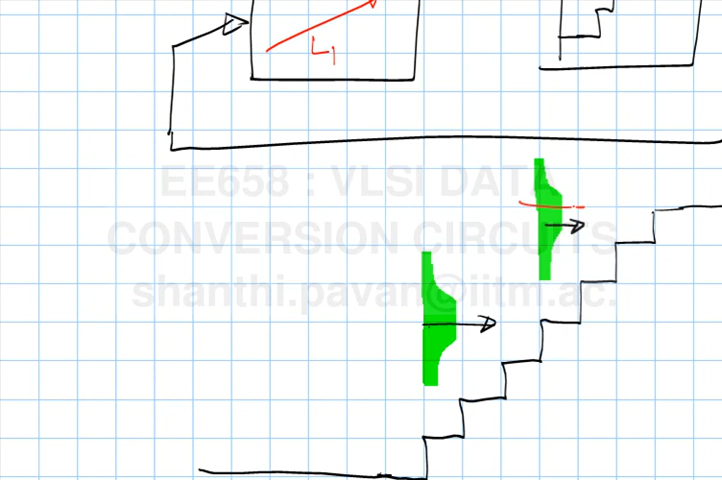 L1
EE658 : VLSI DATA
CONVERSION CIRCUITS
shanthi.pavan@iitm.ac.